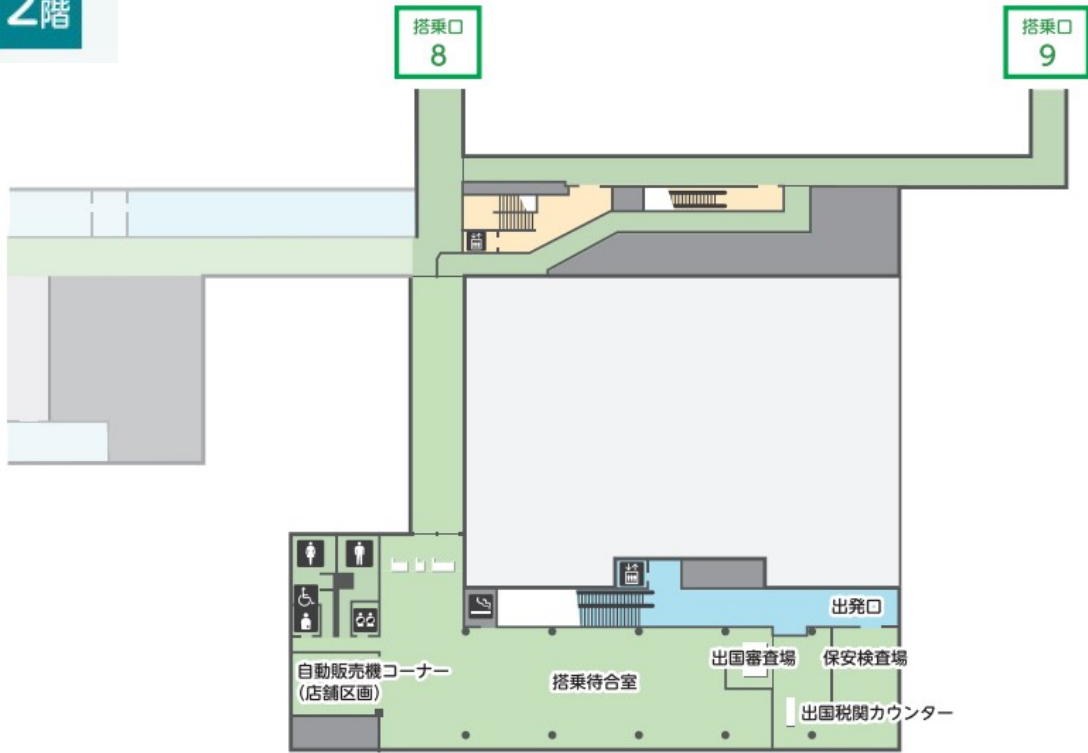 2階
搭乗口
8
搭乗口
9
出発口
出国審査場
保安検査場
自動販売機コーナー
(店舗区画)
搭乗待合室
出国税関カウンター